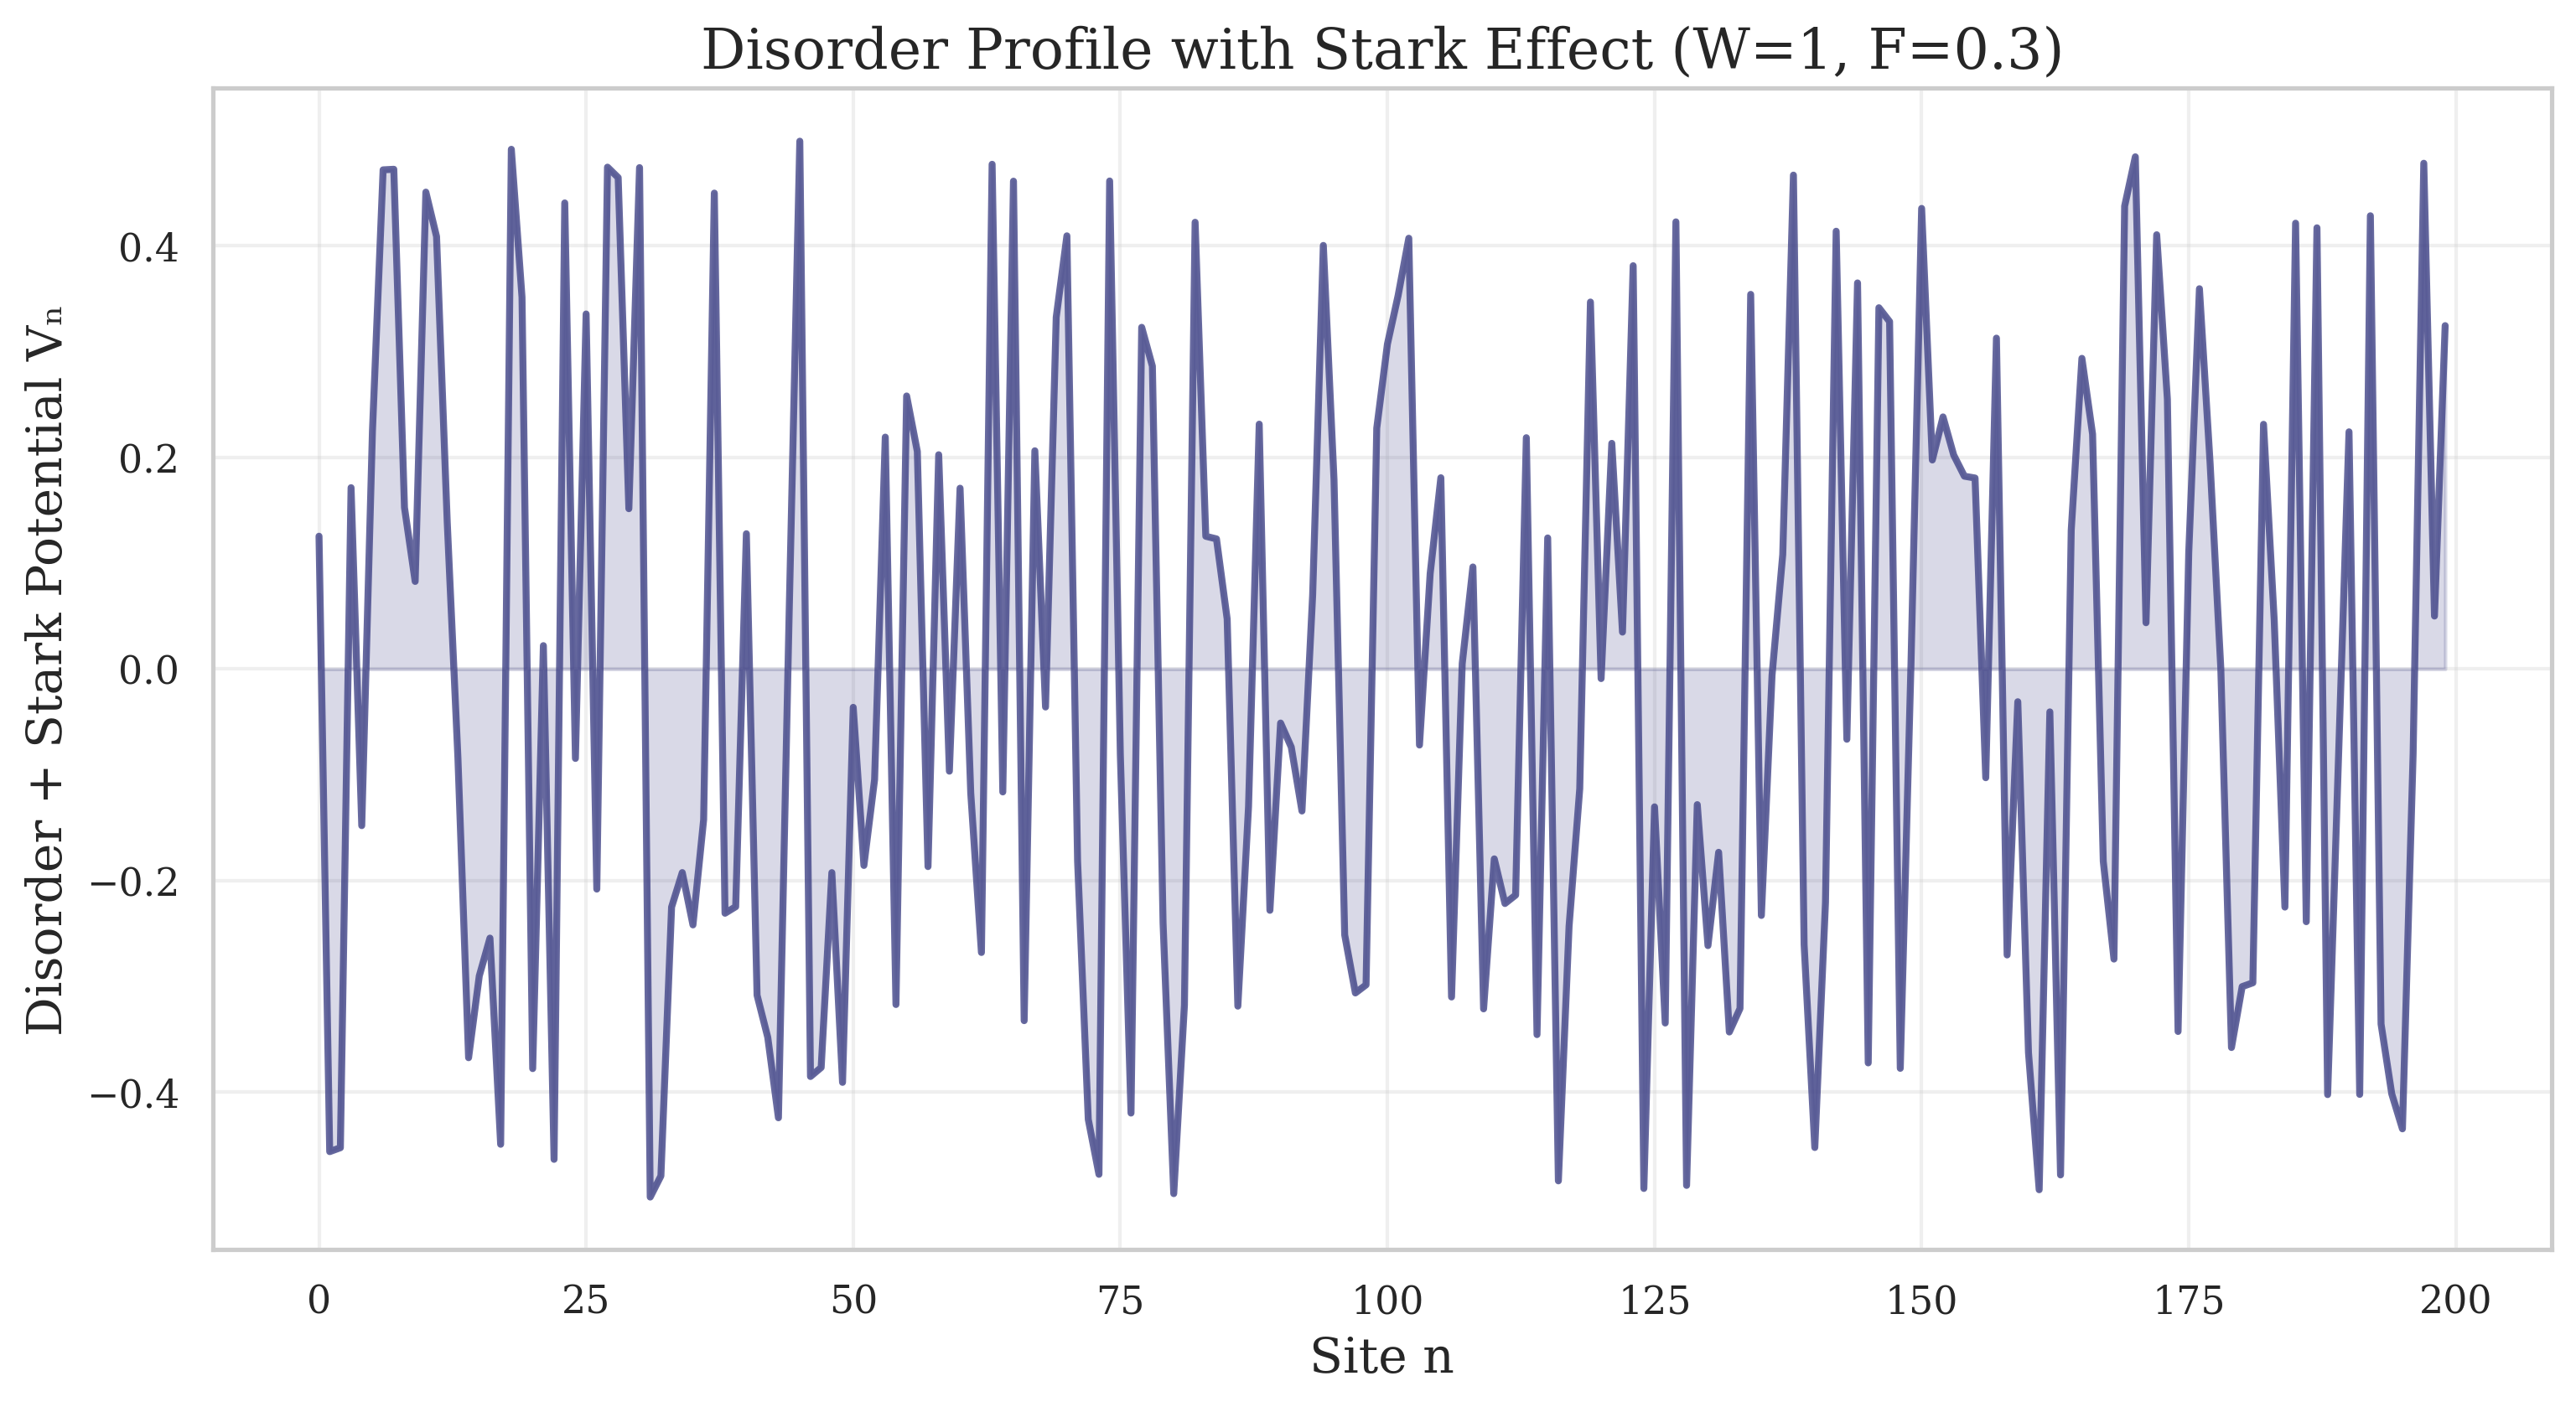 Disorder Profile with Stark Effect (W=1, F=0.3)
Disorder + Stark Potential Vₙ
0.4
0.2
0.0
−0.2
−0.4
0 25 50 75 100 125 150 175 200
Site n